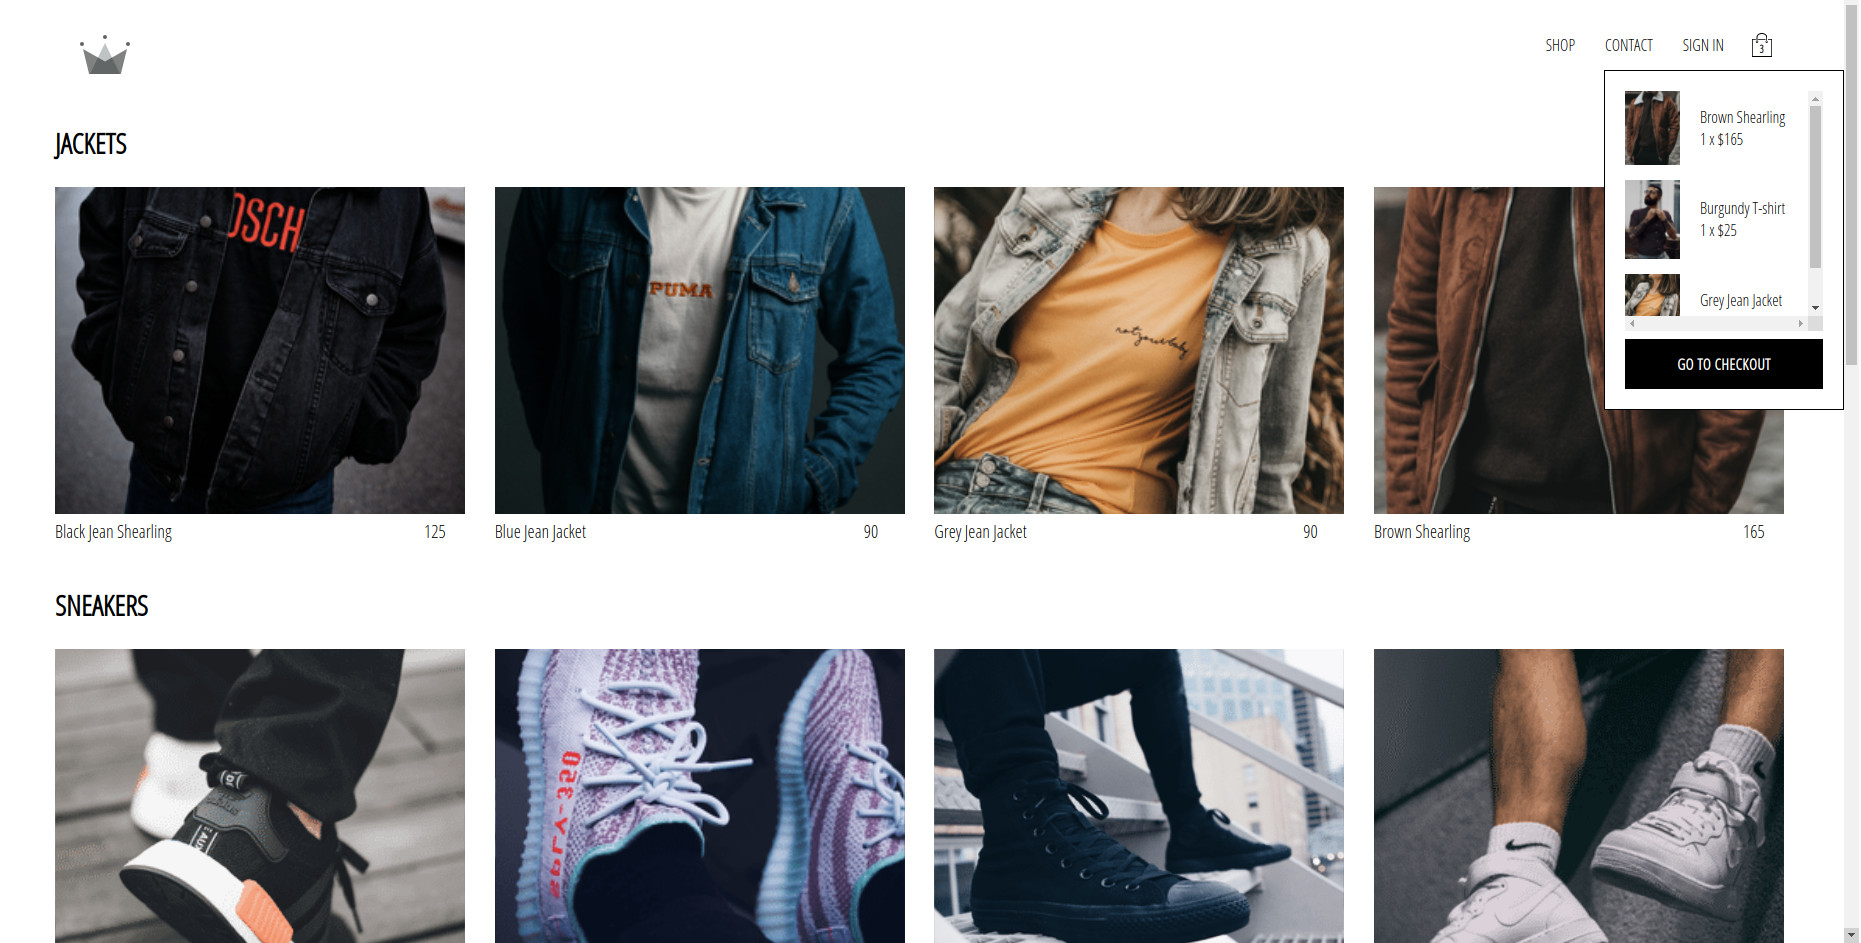 SHOP
CONTACT
SIGN IN
3
Brown Shearling
1 x $165
Burgundy T-shirt
1 x $25
Grey Jean Jacket
GO TO CHECKOUT
JACKETS
OSCH
PUMA
notyourbaby
Black Jean Shearling 125
Blue Jean Jacket 90
Grey Jean Jacket 90
Brown Shearling 165
SNEAKERS